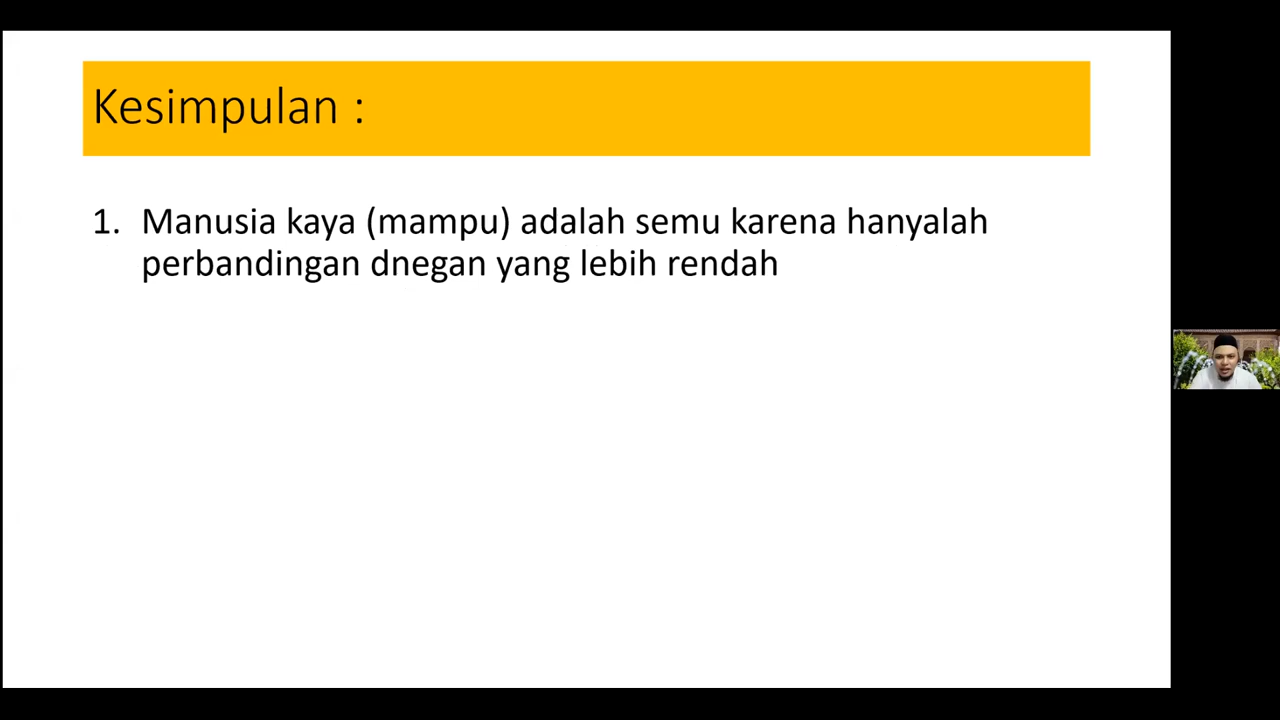 Kesimpulan :
1. Manusia kaya (mampu) adalah semu karena hanyalah
perbandingan dnegan yang lebih rendah